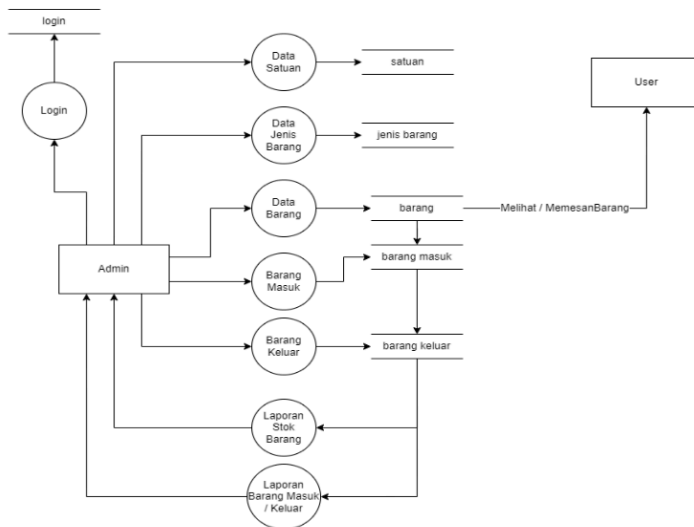 login
Login
Data
Satuan
satuan
User
Data
Jenis
Barang
jenis barang
Data
Barang
barang
Melihat / MemesanBarang
Admin
Barang
Masuk
barang masuk
Barang
Keluar
barang keluar
Laporan
Stok
Barang
Laporan
Barang Masuk
/ Keluar